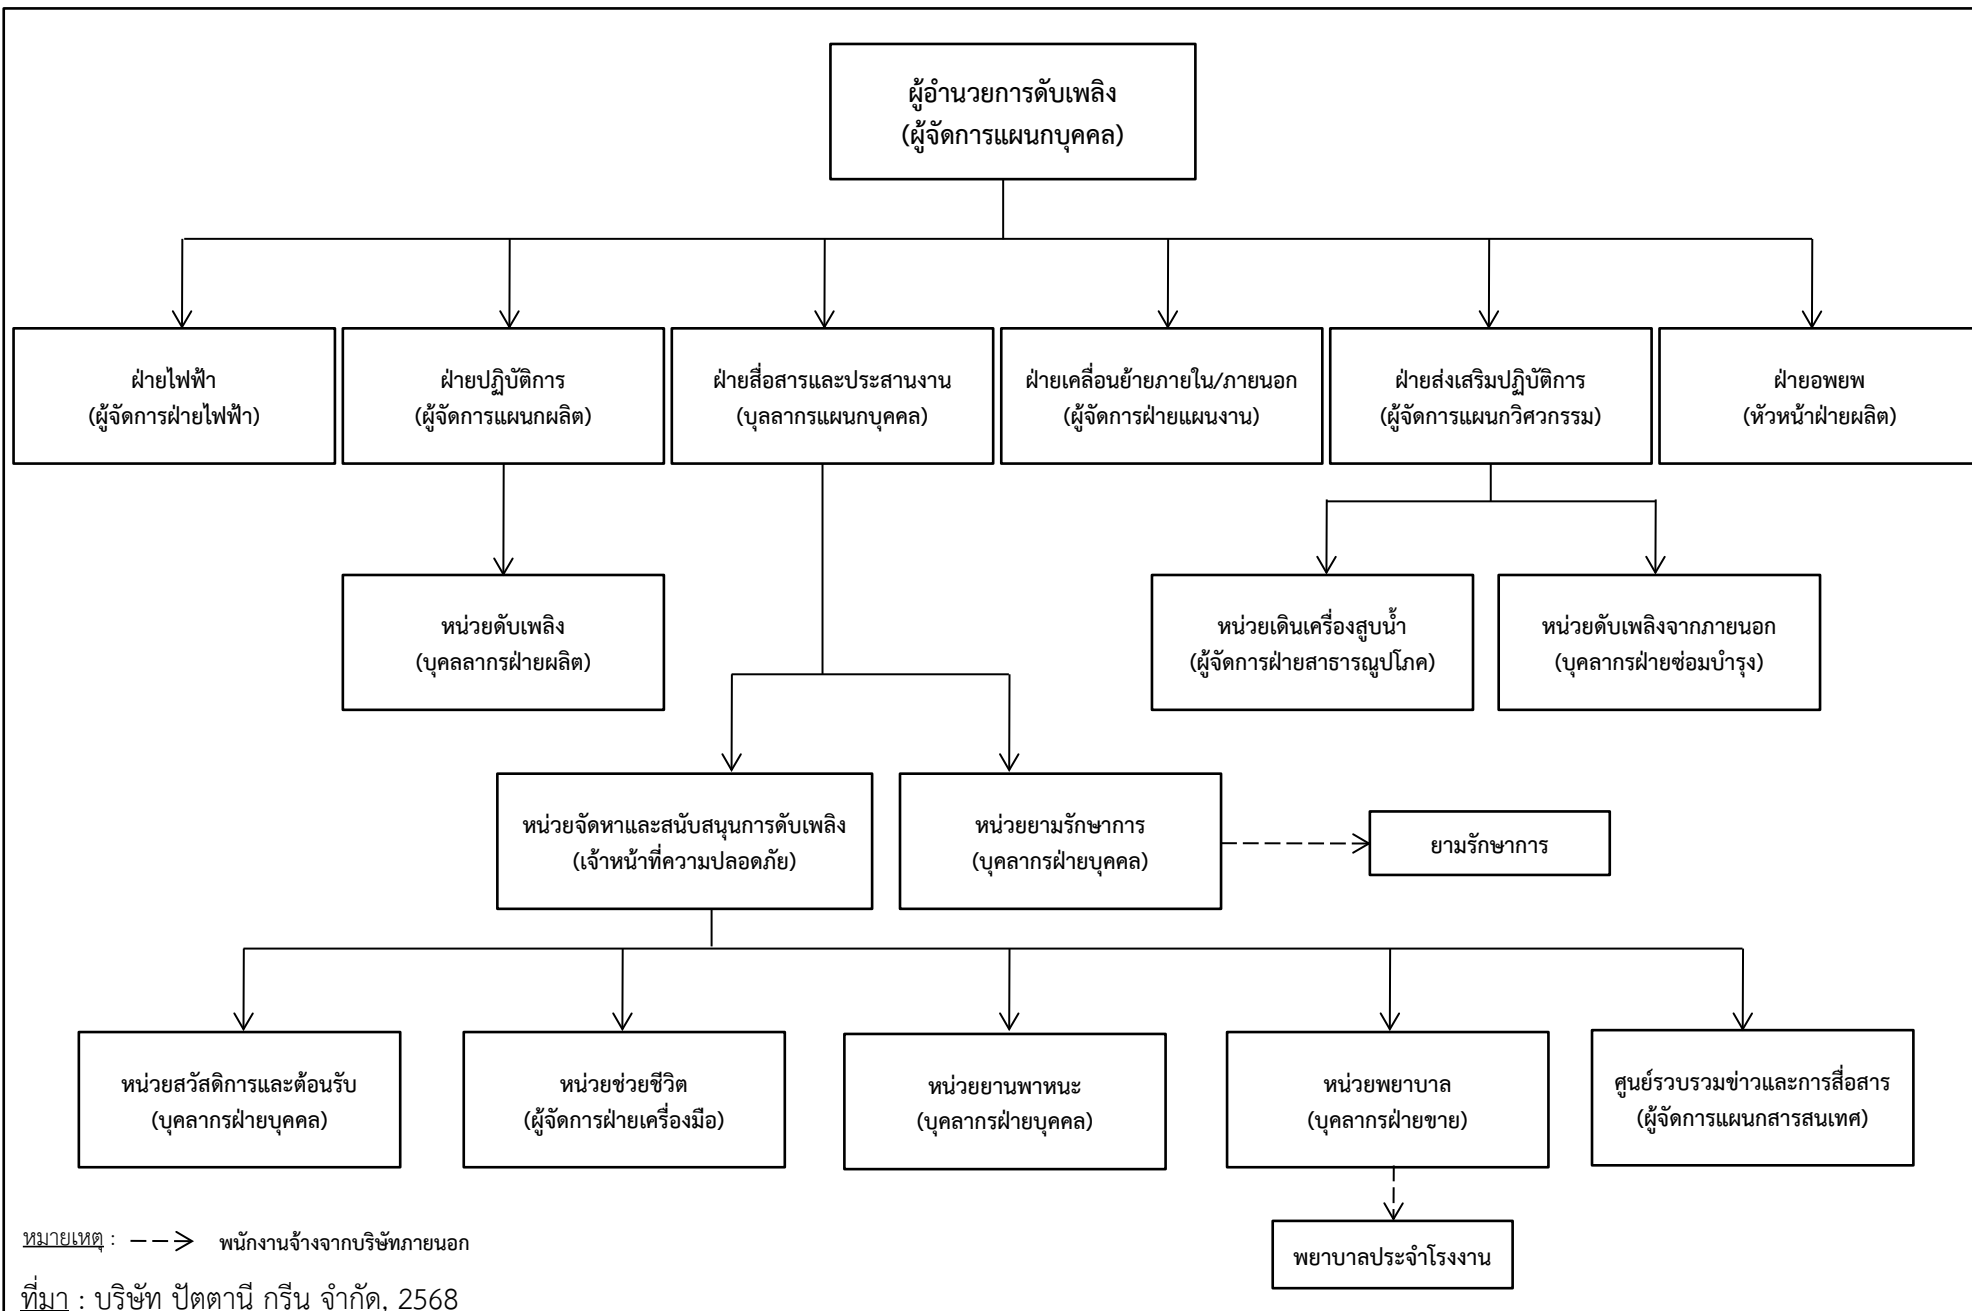 ผู้อำนวยการดับเพลิง
(ผู้จัดการแผนกบุคคล)
ฝ่ายไฟฟ้า
(ผู้จัดการฝ่ายไฟฟ้า)
ฝ่ายปฏิบัติการ
(ผู้จัดการแผนกผลิต)
ฝ่ายสื่อสารและประสานงาน
(บุลลากรแผนกบุคคล)
ฝ่ายเคลื่อนย้ายภายใน/ภายนอก
(ผู้จัดการฝ่ายแผนงาน)
ฝ่ายส่งเสริมปฏิบัติการ
(ผู้จัดการแผนกวิศวกรรม)
ฝ่ายอพยพ
(หัวหน้าฝ่ายผลิต)
หน่วยดับเพลิง
(บุคลลากรฝ่ายผลิต)
หน่วยเดินเครื่องสูบน้ำ
(ผู้จัดการฝ่ายสาธารณูปโภค)
หน่วยดับเพลิงจากภายนอก
(บุคลากรฝ่ายซ่อมบำรุง)
หน่วยจัดหาและสนับสนุนการดับเพลิง
(เจ้าหน้าที่ความปลอดภัย)
หน่วยยามรักษาการ
(บุคลากรฝ่ายบุคคล)
ยามรักษาการ
หน่วยสวัสดิการและต้อนรับ
(บุคลากรฝ่ายบุคคล)
หน่วยช่วยชีวิต
(ผู้จัดการฝ่ายเครื่องมือ)
หน่วยยานพาหนะ
(บุคลากรฝ่ายบุคคล)
หน่วยพยาบาล
(บุคลากรฝ่ายขาย)
ศูนย์รวบรวมข่าวและการสื่อสาร
(ผู้จัดการแผนกสารสนเทศ)
พยาบาลประจำโรงงาน
หมายเหตุ : พนักงานจ้างจากบริษัทภายนอก
ที่มา : บริษัท ปัตตานี กรีน จำกัด, 2568